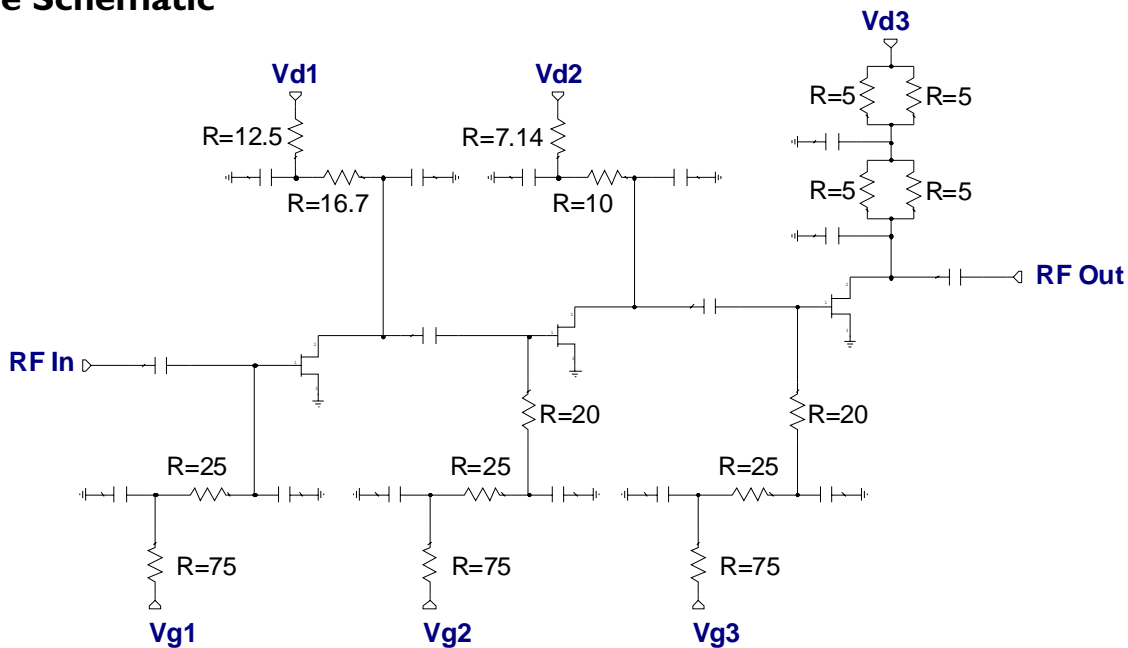 e Schematic
Vd3
Vd1
Vd2
R=5
R=5
R=12.5
R=7.14
R=16.7
R=10
R=5
R=5
RF Out
RF In
R=20
R=20
R=25
R=25
R=25
R=75
R=75
R=75
Vg1
Vg2
Vg3